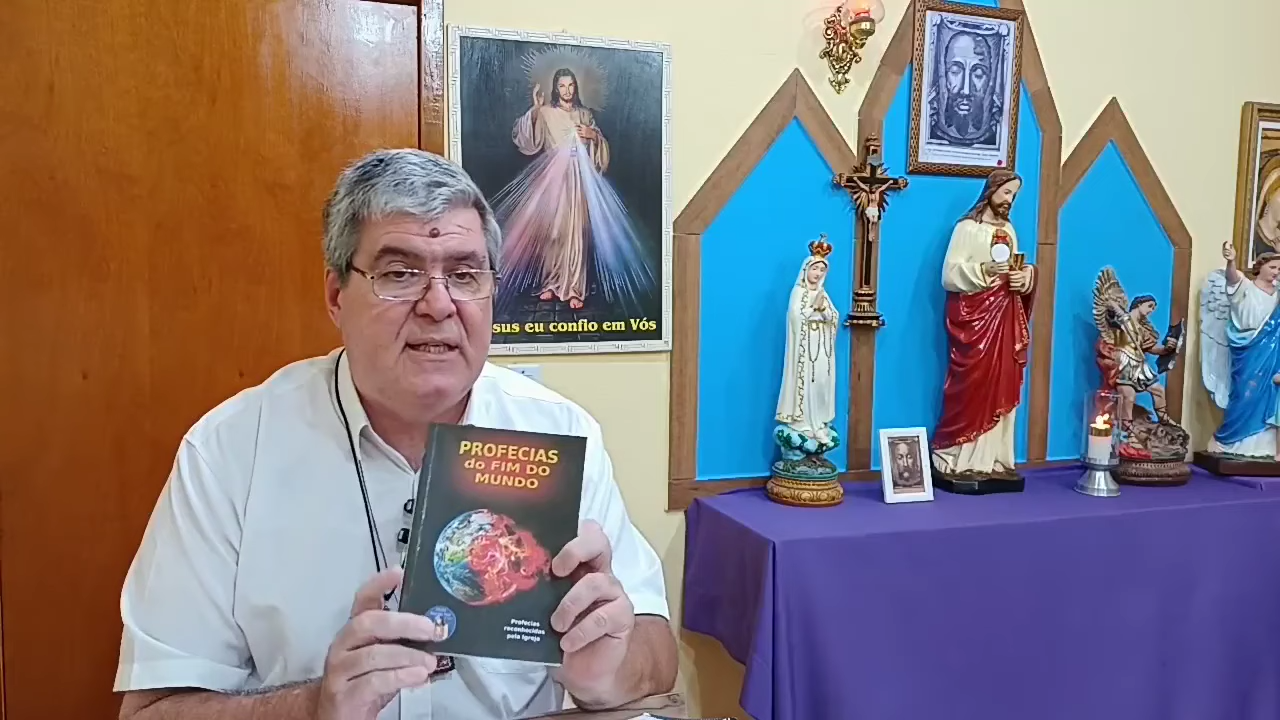 sus eu confio em Vós
PROFECIAS
do FIM DO
MUNDO
Profecias
reconhecidas
pela Igreja